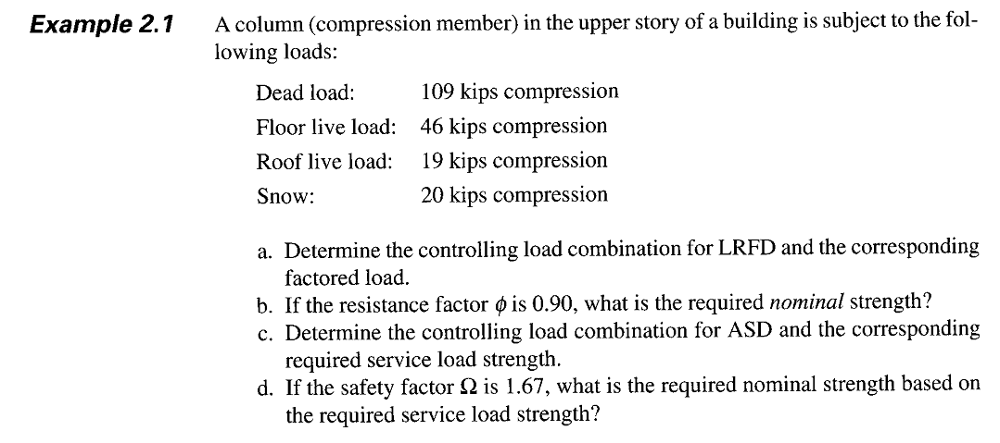 Example 2.1 A column (compression member) in the upper story of a building is subject to the fol-
lowing loads:
Dead load: 109 kips compression
Floor live load: 46 kips compression
Roof live load: 19 kips compression
Snow: 20 kips compression
a. Determine the controlling load combination for LRFD and the corresponding
factored load.
b. If the resistance factor ϕ is 0.90, what is the required nominal strength?
c. Determine the controlling load combination for ASD and the corresponding
required service load strength.
d. If the safety factor Ω is 1.67, what is the required nominal strength based on
the required service load strength?